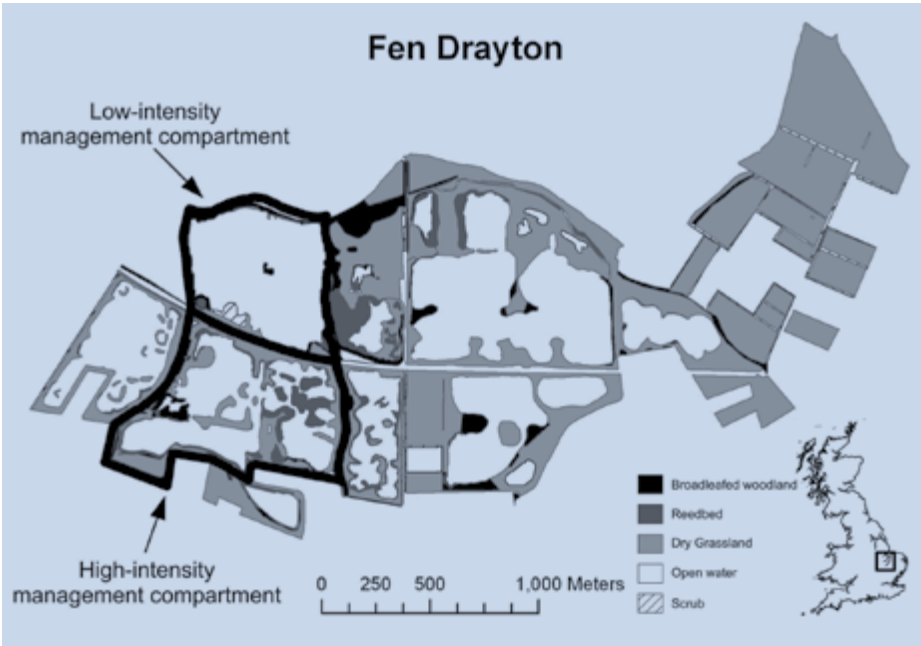 Fen Drayton
Low-intensity
management compartment
High-intensity
management compartment
Broadleafed woodland
Reedbed
Dry Grassland
Open water
Scrub
0 250 500 1,000 Meters